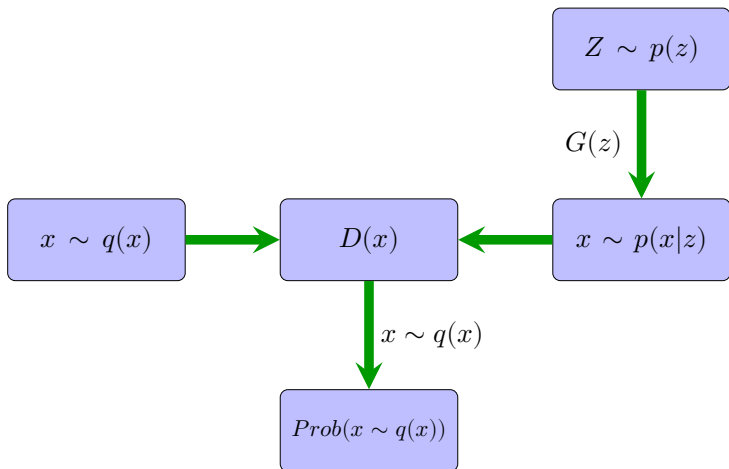 Z ∼ p(z)
G(z)
x ∼ q(x)
D(x)
x ∼ p(x|z)
x ∼ q(x)
Prob(x ∼ q(x))